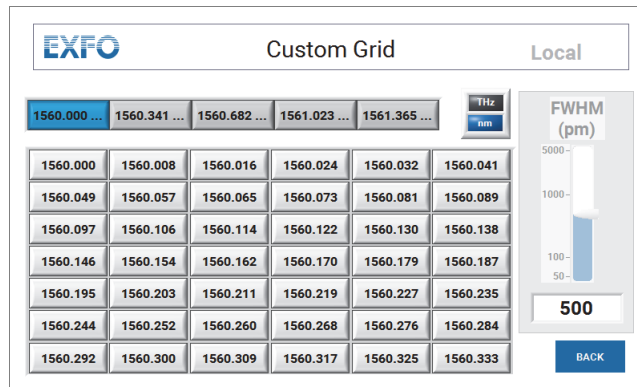 EXFO Custom Grid Local
1560.000 ... 1560.341 ... 1560.682 ... 1561.023 ... 1561.365 ...
THz
nm
FWHM
(pm)
5000
1000
100
50
500
1560.000 1560.008 1560.016 1560.024 1560.032 1560.041
1560.049 1560.057 1560.065 1560.073 1560.081 1560.089
1560.097 1560.106 1560.114 1560.122 1560.130 1560.138
1560.146 1560.154 1560.162 1560.170 1560.179 1560.187
1560.195 1560.203 1560.211 1560.219 1560.227 1560.235
1560.244 1560.252 1560.260 1560.268 1560.276 1560.284
1560.292 1560.300 1560.309 1560.317 1560.325 1560.333
BACK